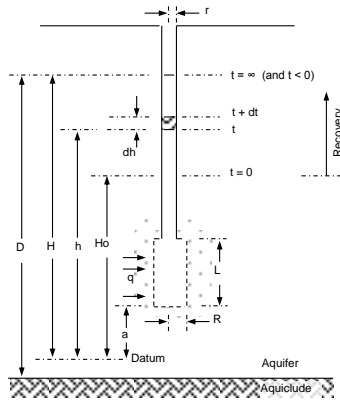 r
t = ∞ (and t < 0)
t + dt
t
dh
Recovery
t = 0
D
H
h
Ho
L
q
R
a
Datum
Aquifer
Aquiclude